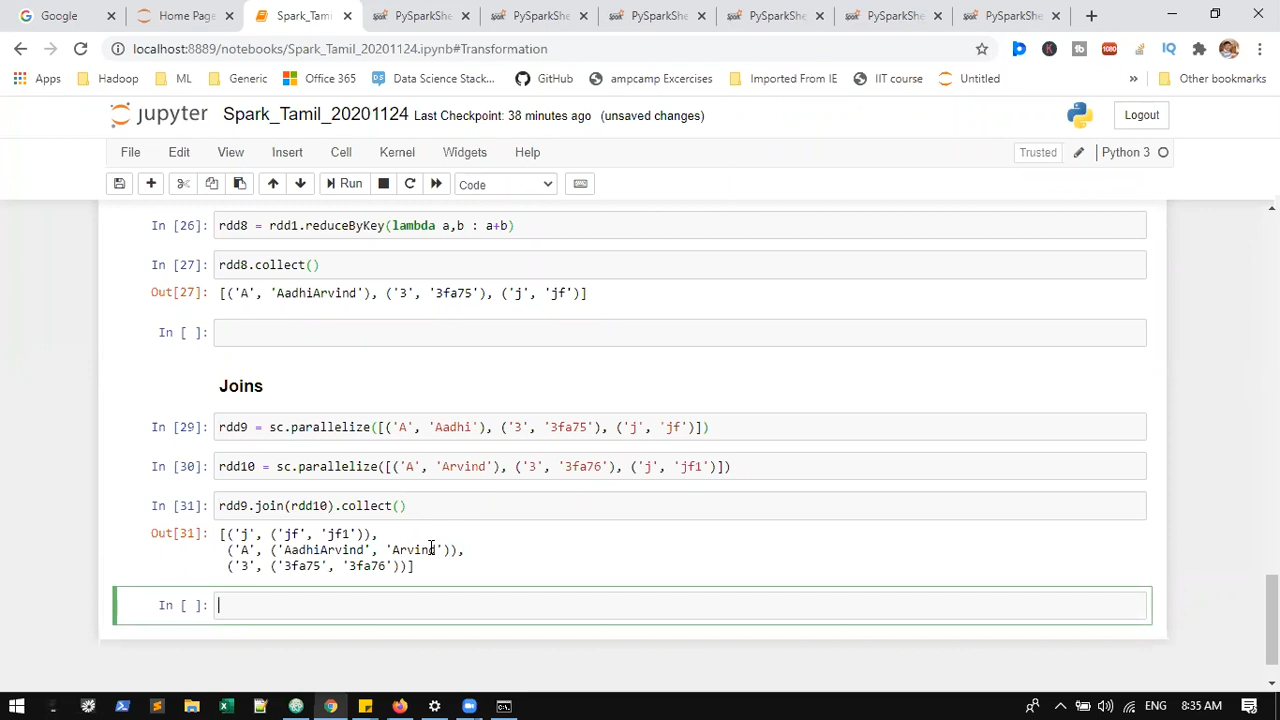 Google
Home Page
Spark_Tami
PySparkShe
PySparkShe
PySparkShe
PySparkShe
PySparkShe
PySparkShe
localhost:8889/notebooks/Spark_Tamil_20201124.ipynb#Transformation
1080
IQ
Apps
Hadoop
ML
Generic
Office 365
Data Science Stack...
GitHub
ampcamp Excercises
Imported From IE
IIT course
Untitled
»
Other bookmarks
jupyter
Spark_Tamil_20201124 Last Checkpoint: 38 minutes ago (unsaved changes)
Logout
File
Edit
View
Insert
Cell
Kernel
Widgets
Help
Trusted
Python 3
Run
Code
In [26]: rdd8 = rdd1.reduceByKey(lambda a,b : a+b)
In [27]: rdd8.collect()
Out[27]: [('A', 'AadhiArvind'), ('3', '3fa75'), ('j', 'jf')]
In [ ]:
Joins
In [29]: rdd9 = sc.parallelize([('A', 'Aadhi'), ('3', '3fa75'), ('j', 'jf')])
In [30]: rdd10 = sc.parallelize([('A', 'Arvind'), ('3', '3fa76'), ('j', 'jf1')])
In [31]: rdd9.join(rdd10).collect()
Out[31]: [('j', ('jf', 'jf1')),
('A', ('AadhiArvind', 'Arvind')),
('3', ('3fa75', '3fa76'))]
In [ ]:
ENG
8:35 AM